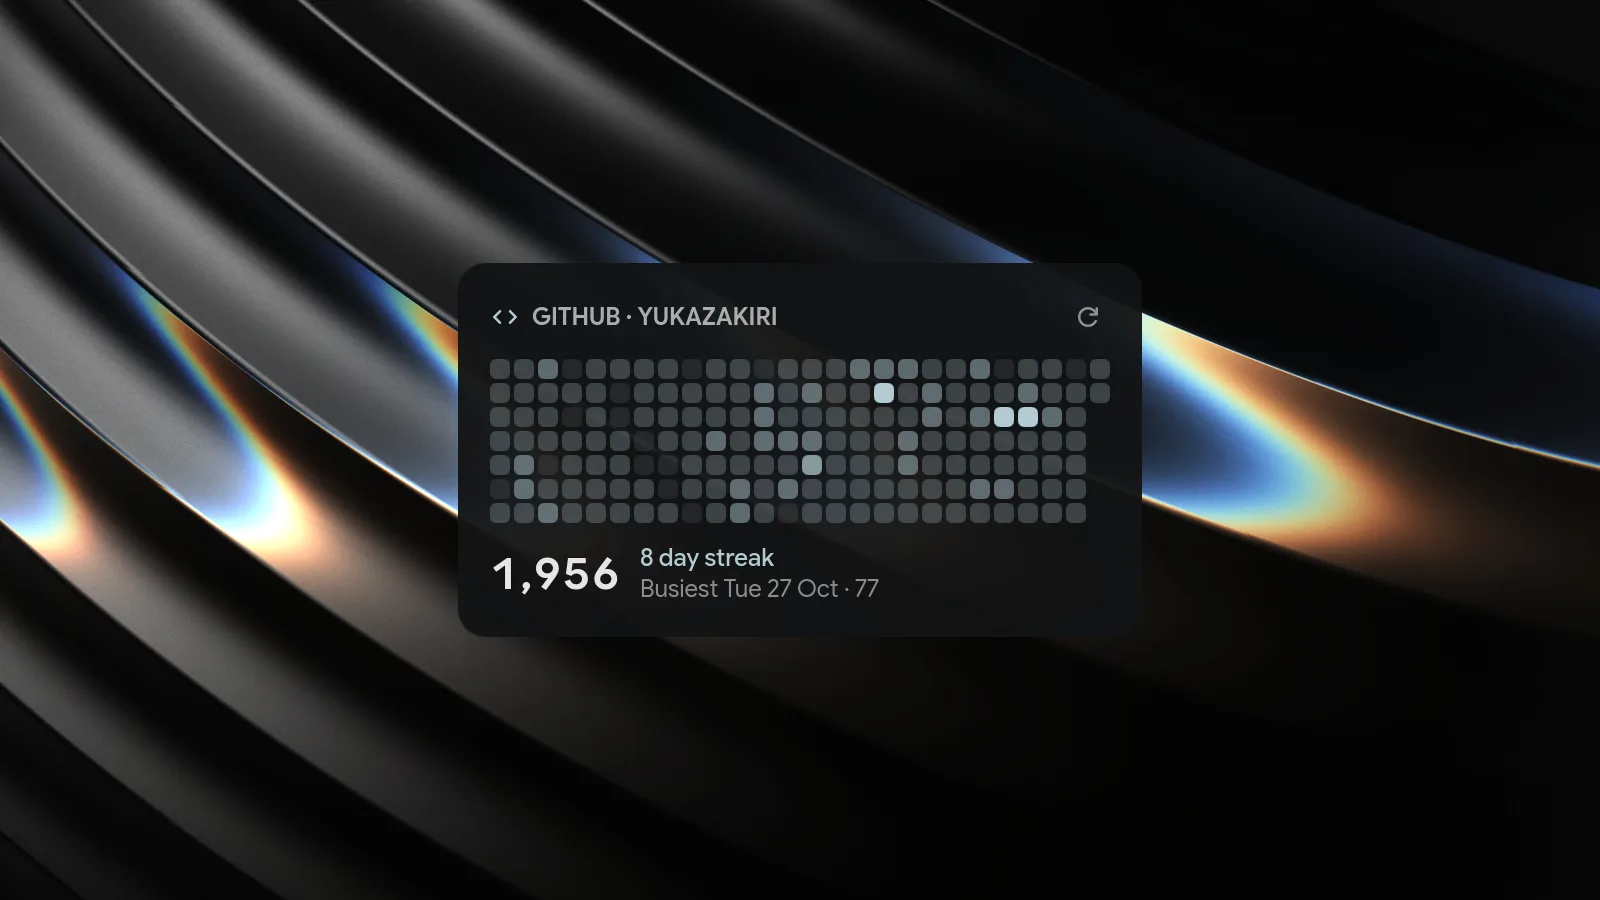 GITHUB · YUKAZAKIRI
1,956
8 day streak
Busiest Tue 27 Oct · 77